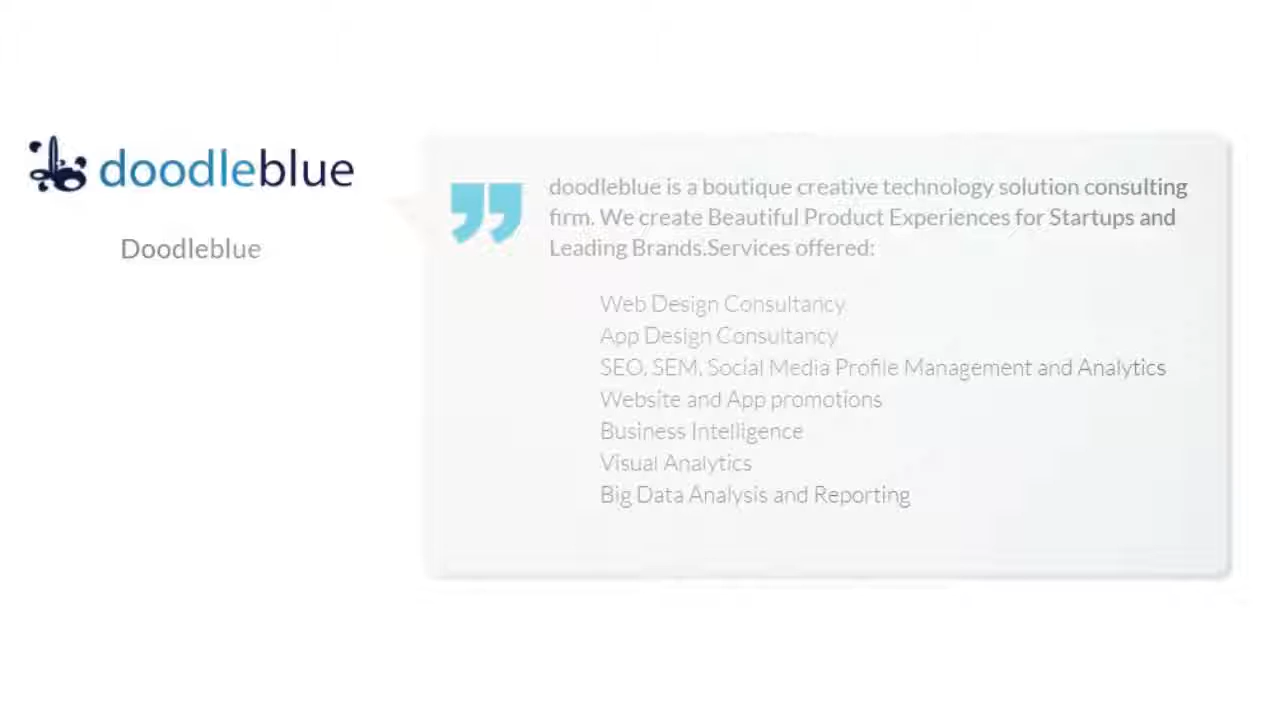 doodleblue
Doodleblue
doodleblue is a boutique creative technology solution consulting
firm. We create Beautiful Product Experiences for Startups and
Leading Brands.Services offered:
Web Design Consultancy
App Design Consultancy
SEO, SEM, Social Media Profile Management and Analytics
Website and App promotions
Business Intelligence
Visual Analytics
Big Data Analysis and Reporting